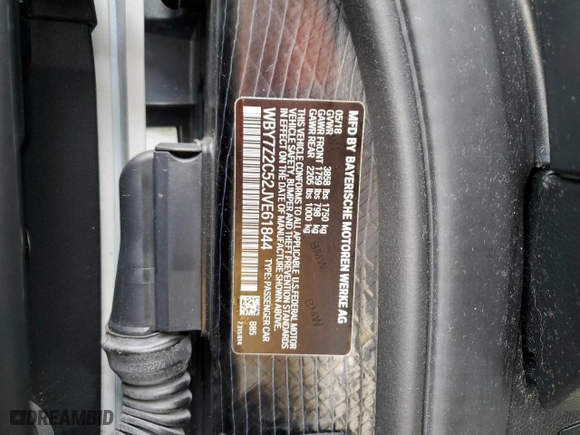 MFD BY BAYERISCHE MOTOREN WERKE AG
05/18
GVWR 3858 lbs 1750 kg
GAWR FRONT 1759 lbs 798 kg
GAWR REAR 2205 lbs 1000 kg
BMW BMW
THIS VEHICLE CONFORMS TO ALL APPLICABLE U.S. FEDERAL MOTOR
VEHICLE SAFETY, BUMPER AND THEFT PREVENTION STANDARDS
IN EFFECT ON THE DATE OF MANUFACTURE SHOWN ABOVE.
WBY7Z2C52JVE61844 TYPE: PASSENGER CAR
B85
DREAMBID